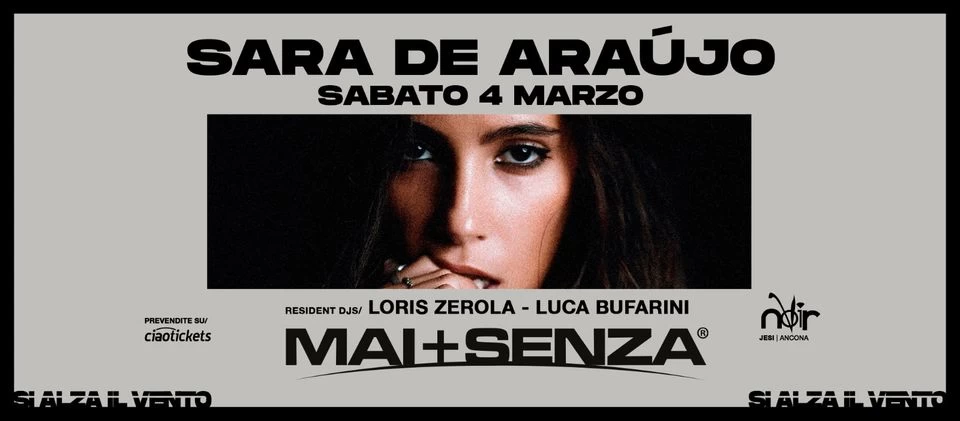 SARA DE ARAÚJO
SABATO 4 MARZO
RESIDENT DJS/ LORIS ZEROLA - LUCA BUFARINI
PREVENDITE SU/
ciaotickets
MAI+SENZA®
noir
JESI | ANCONA
SI ALZA IL VENTO
SI ALZA IL VENTO